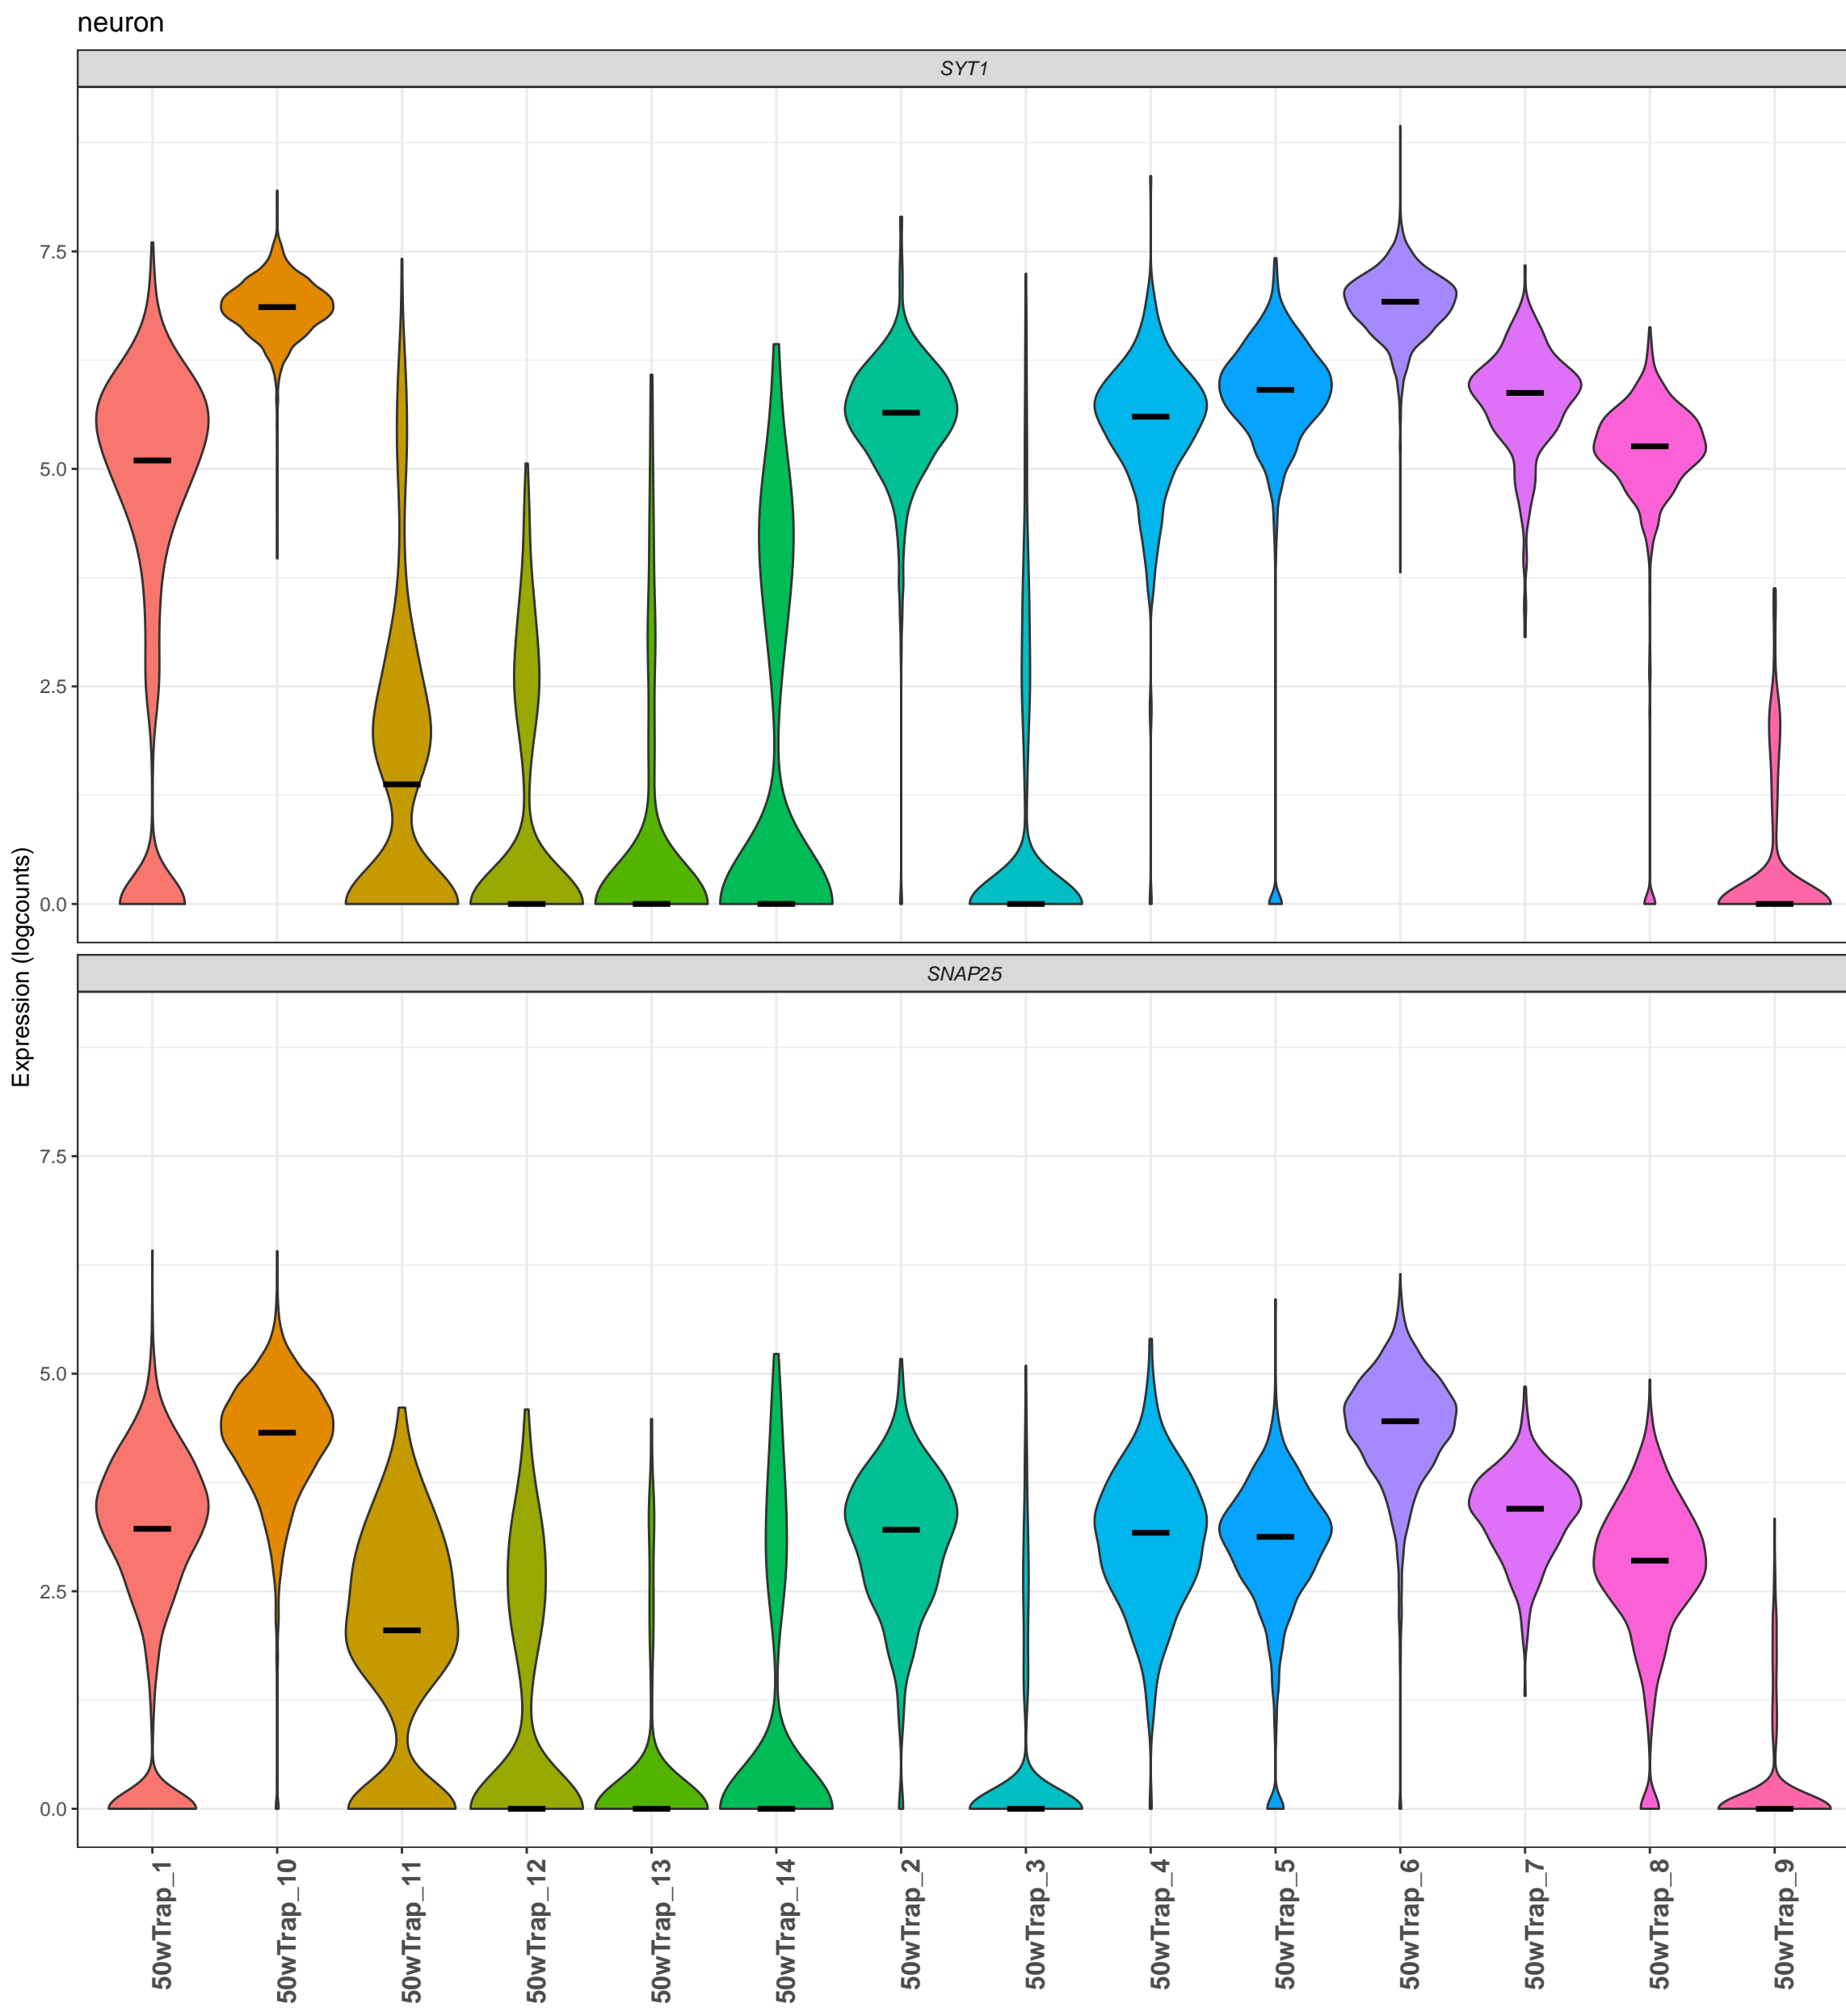 neuron
SYT1
7.5
5.0
2.5
0.0
Expression (logcounts)
SNAP25
7.5
5.0
2.5
0.0
50wTrap_1
50wTrap_10
50wTrap_11
50wTrap_12
50wTrap_13
50wTrap_14
50wTrap_2
50wTrap_3
50wTrap_4
50wTrap_5
50wTrap_6
50wTrap_7
50wTrap_8
50wTrap_9